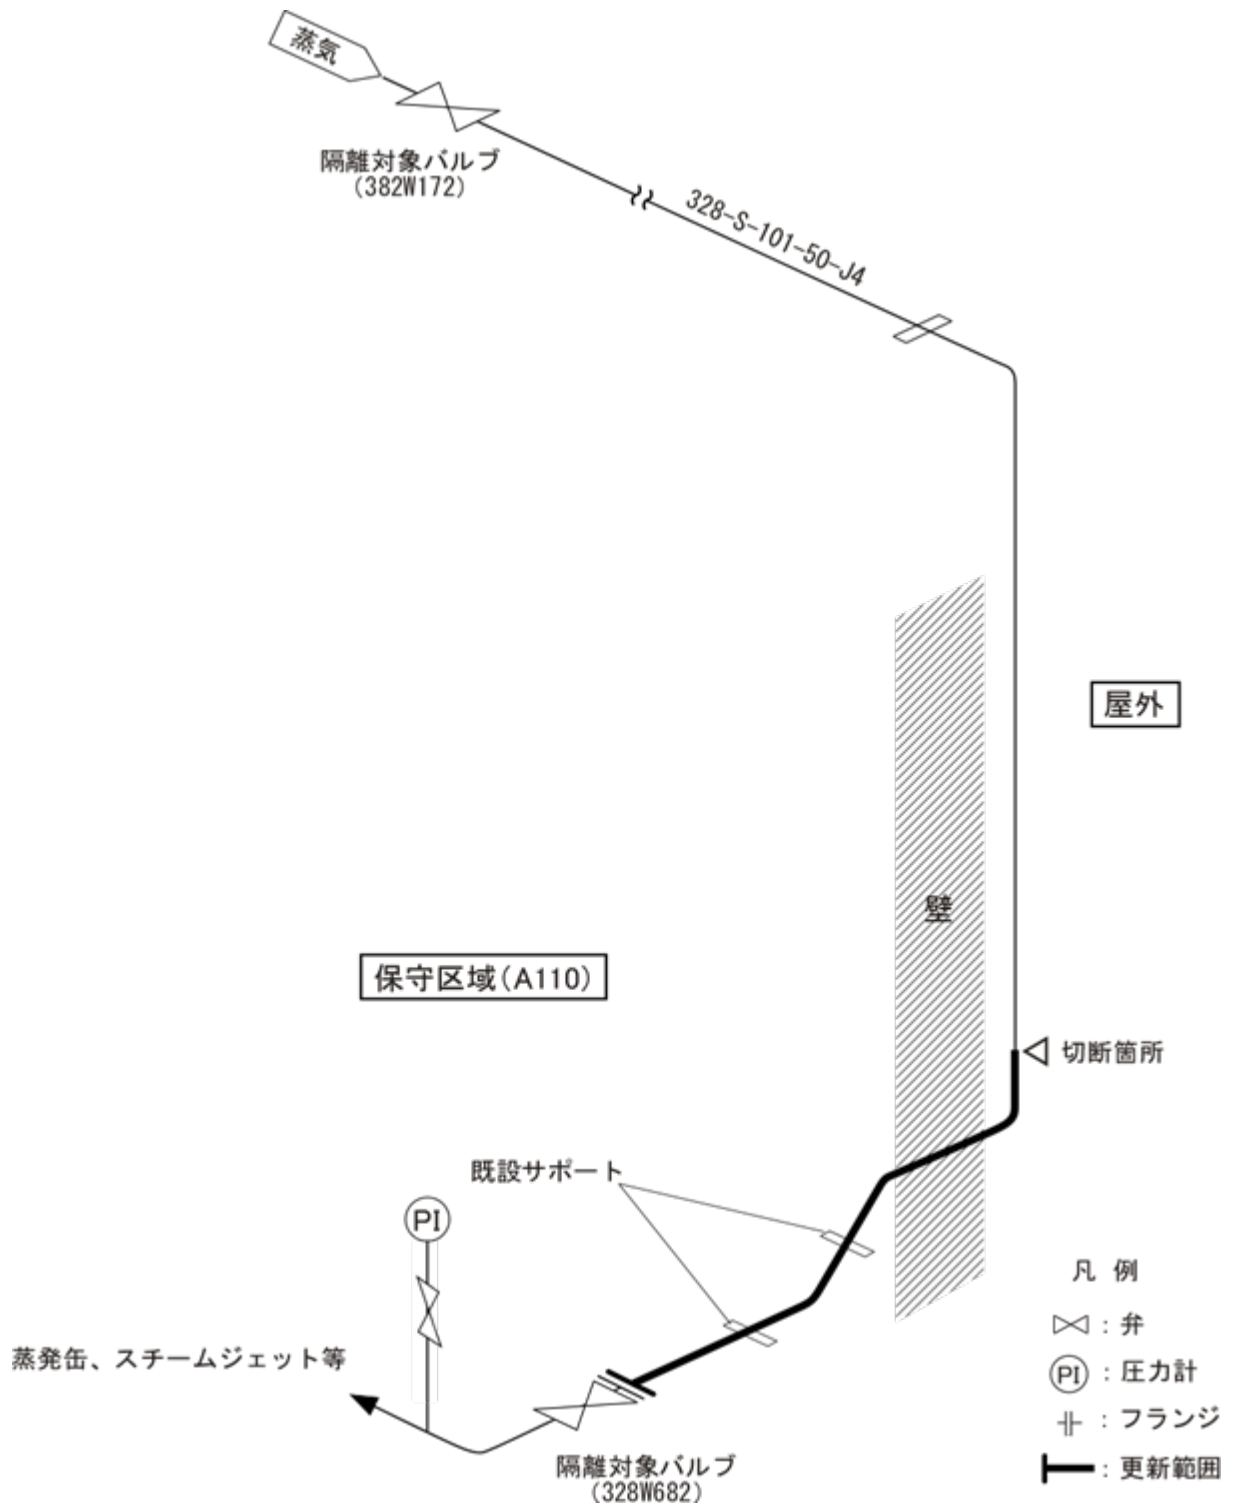 蒸気
隔離対象バルブ
(382W172)
328-S-101-50-J4
屋外
壁
保守区域(A110)
切断箇所
既設サポート
PI
蒸発缶、スチームジェット等
隔離対象バルブ
(328W682)
凡 例
：弁
PI：圧力計
：フランジ
：更新範囲